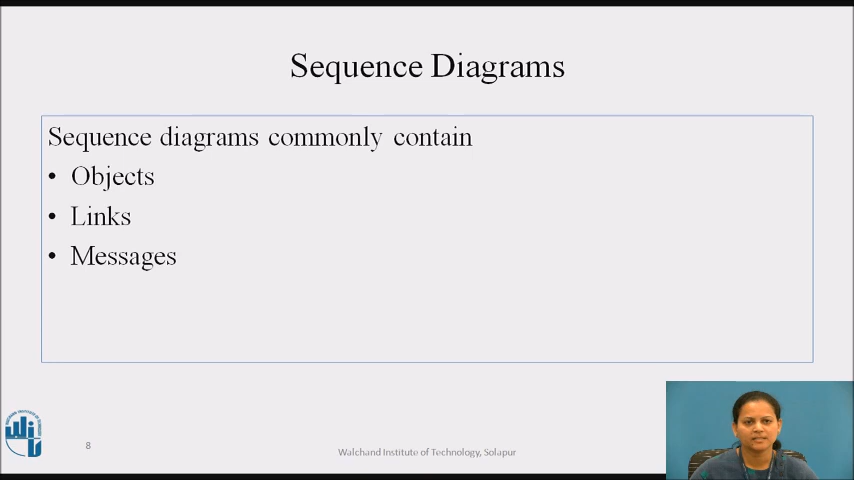 Sequence Diagrams
Sequence diagrams commonly contain
• Objects
• Links
• Messages
8
Walchand Institute of Technology, Solapur